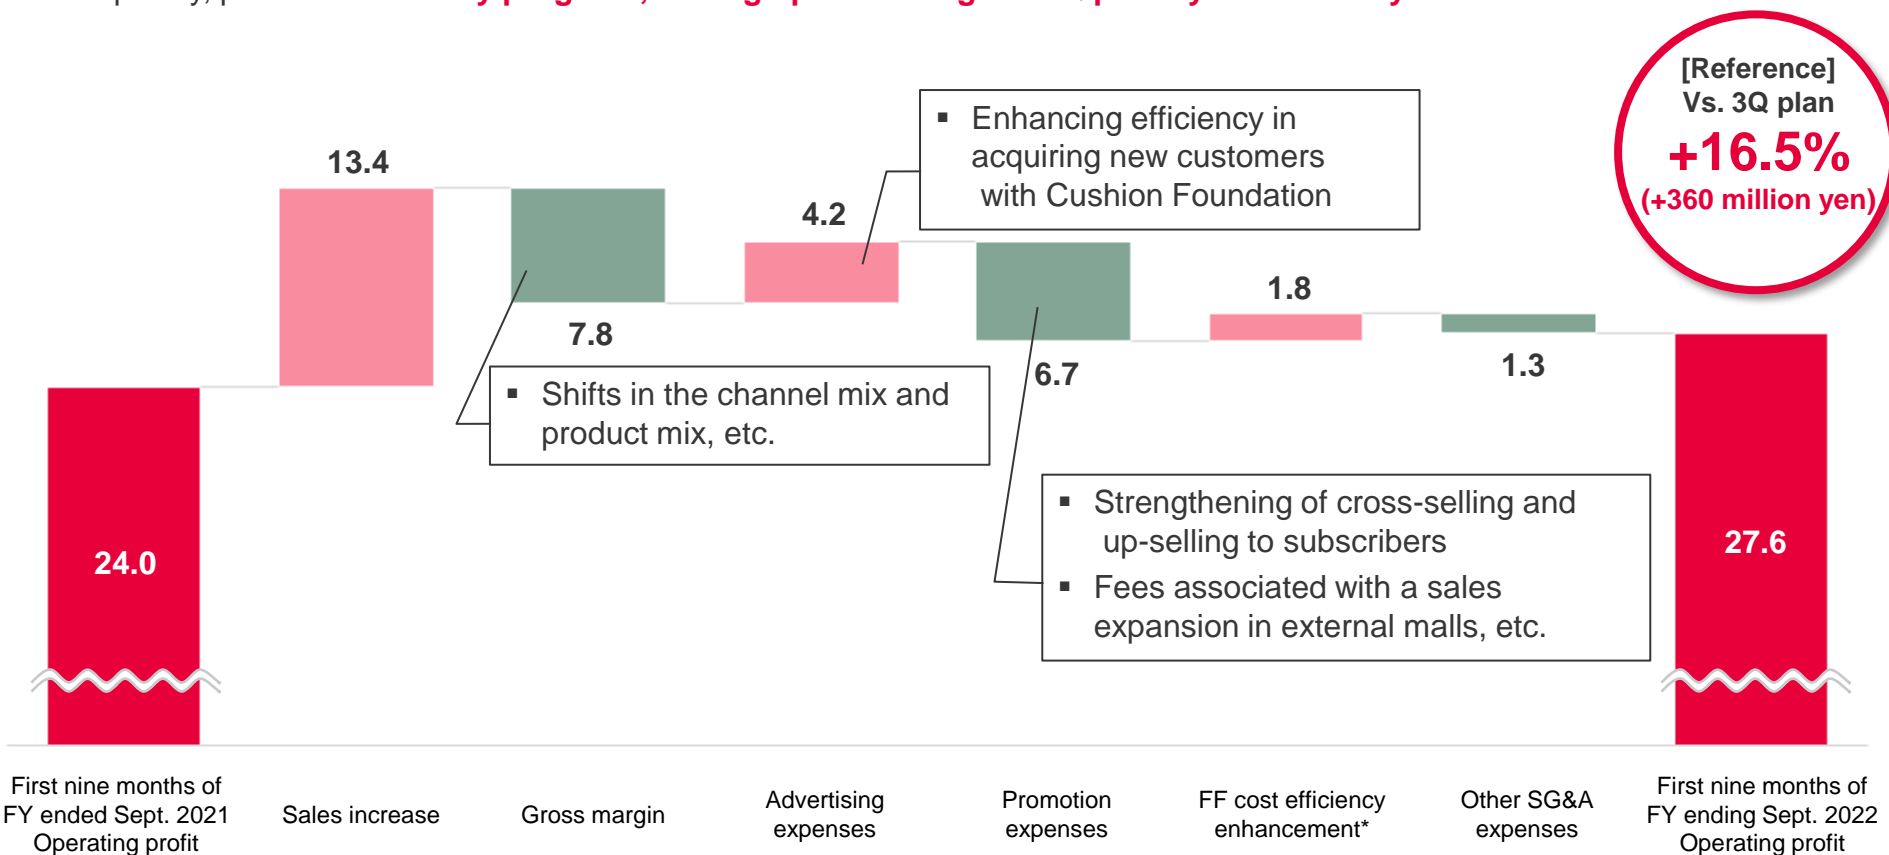 [Reference]
Vs. 3Q plan
+16.5%
(+360 million yen)
13.4
▪ Enhancing efficiency in
acquiring new customers
with Cushion Foundation
4.2
1.8
7.8
6.7
1.3
▪ Shifts in the channel mix and
product mix, etc.
▪ Strengthening of cross-selling and
up-selling to subscribers
▪ Fees associated with a sales
expansion in external malls, etc.
24.0
27.6
First nine months of
FY ended Sept. 2021
Operating profit
Sales increase
Gross margin
Advertising
expenses
Promotion
expenses
FF cost efficiency
enhancement*
Other SG&A
expenses
First nine months of
FY ending Sept. 2022
Operating profit